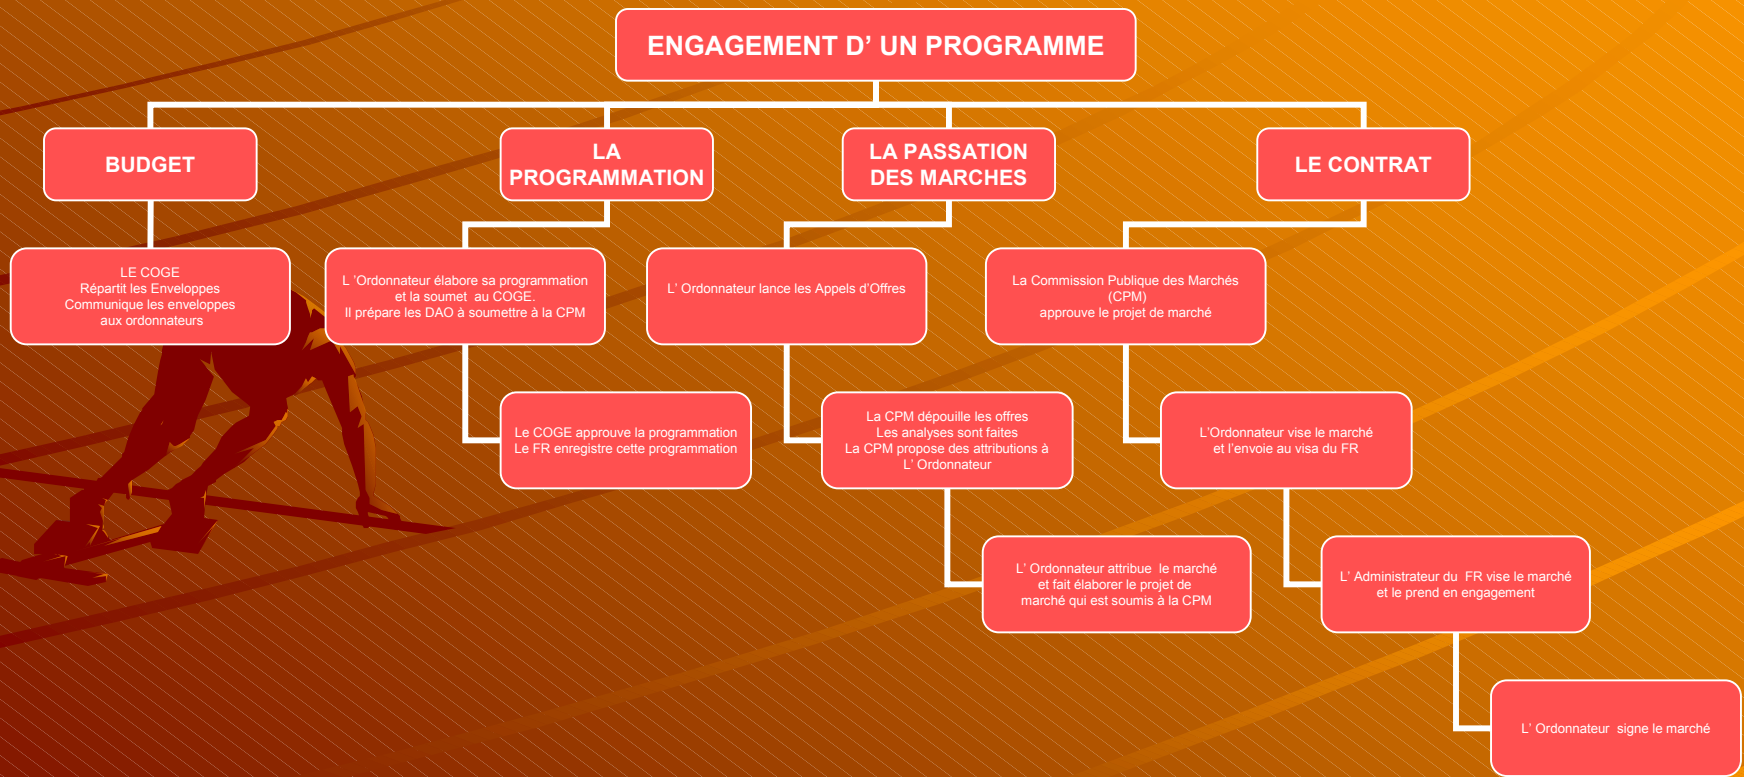 ENGAGEMENT D’ UN PROGRAMME
BUDGET
LA
PROGRAMMATION
LA PASSATION
DES MARCHES
LE CONTRAT
LE COGE
Répartit les Enveloppes
Communique les enveloppes
aux ordonnateurs
L ’Ordonnateur élabore sa programmation
et la soumet au COGE.
Il prépare les DAO à soumettre à la CPM
L’ Ordonnateur lance les Appels d’Offres
La Commission Publique des Marchés
(CPM)
approuve le projet de marché
Le COGE approuve la programmation
Le FR enregistre cette programmation
La CPM dépouille les offres
Les analyses sont faites
La CPM propose des attributions à
L’ Ordonnateur
L’Ordonnateur vise le marché
et l’envoie au visa du FR
L’ Ordonnateur attribue le marché
et fait élaborer le projet de
marché qui est soumis à la CPM
L’ Administrateur du FR vise le marché
et le prend en engagement
L’ Ordonnateur signe le marché